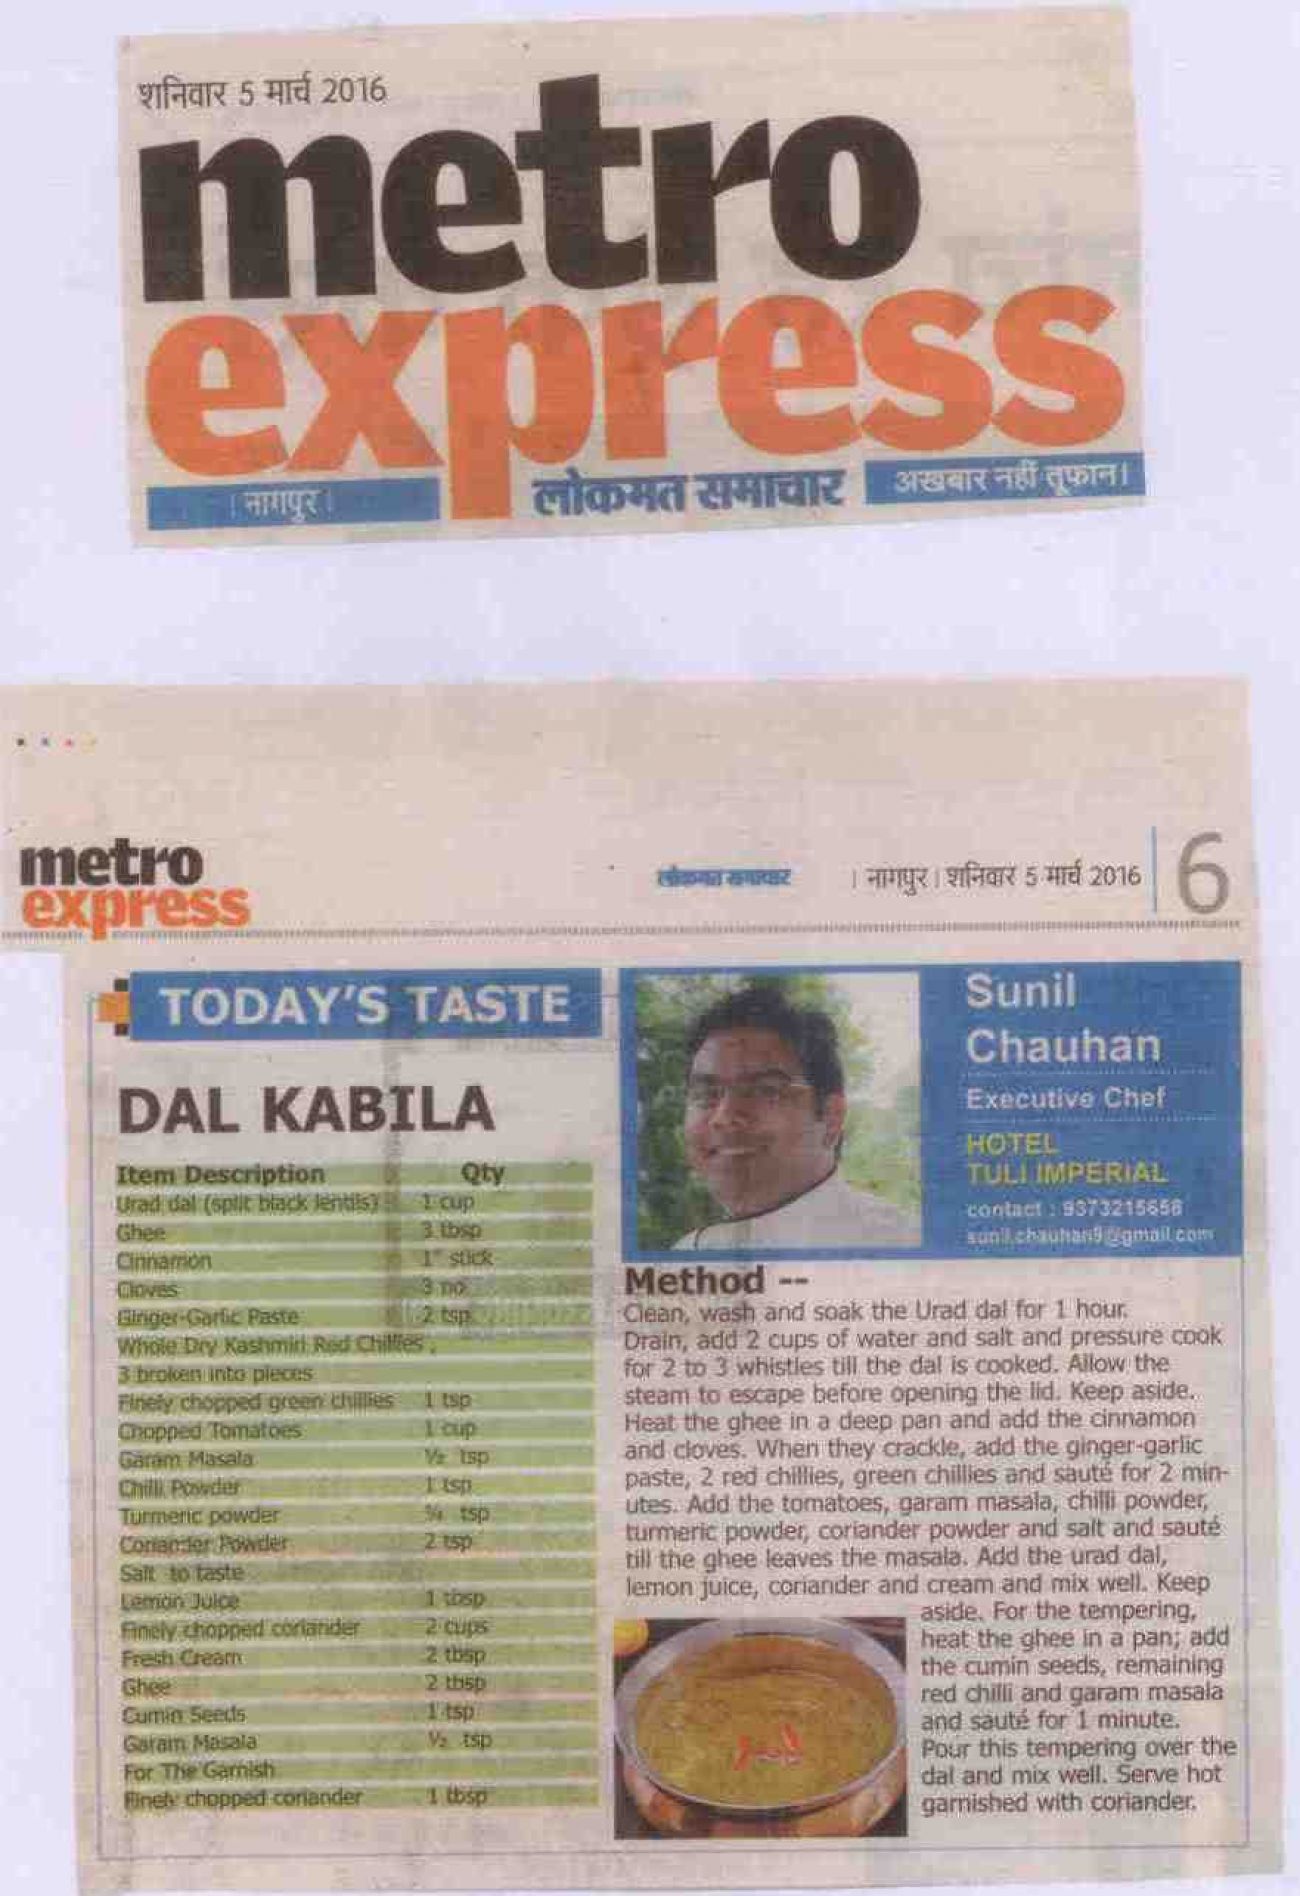 शनिवार 5 मार्च 2016
metro
express
। नागपुर ।
लोकमत समाचार
अखबार नहीं तूफान।
metro
express
लोकमत समाचार
। नागपुर । शनिवार 5 मार्च 2016
6
TODAY'S TASTE
DAL KABILA
Item Description Qty
Urad dal (split black lentils) 1 cup
Ghee 3 tbsp
Cinnamon 1" stick
Cloves 3 no
Ginger-Garlic Paste 2 tsp
Whole Dry Kashmiri Red Chillies ,
3 broken into pieces
Finely chopped green chillies 1 tsp
Chopped Tomatoes 1 cup
Garam Masala ½ tsp
Chilli Powder 1 tsp
Turmeric powder ¼ tsp
Coriander Powder 2 tsp
Salt to taste
Lemon Juice 1 tbsp
Finely chopped coriander 2 cups
Fresh Cream 2 tbsp
Ghee 2 tbsp
Cumin Seeds 1 tsp
Garam Masala ½ tsp
For The Garnish
Finely chopped coriander 1 tbsp
Sunil
Chauhan
Executive Chef
HOTEL
TULI IMPERIAL
contact : 9373215658
sunil.chauhan9@gmail.com
Method --
Clean, wash and soak the Urad dal for 1 hour.
Drain, add 2 cups of water and salt and pressure cook
for 2 to 3 whistles till the dal is cooked. Allow the
steam to escape before opening the lid. Keep aside.
Heat the ghee in a deep pan and add the cinnamon
and cloves. When they crackle, add the ginger-garlic
paste, 2 red chillies, green chillies and sauté for 2 min-
utes. Add the tomatoes, garam masala, chilli powder,
turmeric powder, coriander powder and salt and sauté
till the ghee leaves the masala. Add the urad dal,
lemon juice, coriander and cream and mix well. Keep
aside. For the tempering,
heat the ghee in a pan; add
the cumin seeds, remaining
red chilli and garam masala
and sauté for 1 minute.
Pour this tempering over the
dal and mix well. Serve hot
garnished with coriander.